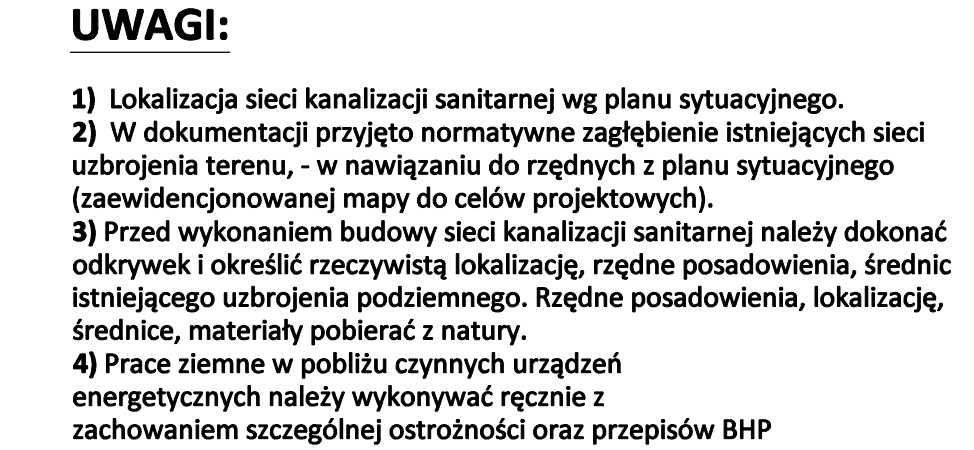 UWAGI:
1) Lokalizacja sieci kanalizacji sanitarnej wg planu sytuacyjnego.
2) W dokumentacji przyjęto normatywne zagłębienie istniejących sieci
uzbrojenia terenu, - w nawiązaniu do rzędnych z planu sytuacyjnego
(zaewidencjonowanej mapy do celów projektowych).
3) Przed wykonaniem budowy sieci kanalizacji sanitarnej należy dokonać
odkrywek i określić rzeczywistą lokalizację, rzędne posadowienia, średnic
istniejącego uzbrojenia podziemnego. Rzędne posadowienia, lokalizację,
średnice, materiały pobierać z natury.
4) Prace ziemne w pobliżu czynnych urządzeń
energetycznych należy wykonywać ręcznie z
zachowaniem szczególnej ostrożności oraz przepisów BHP